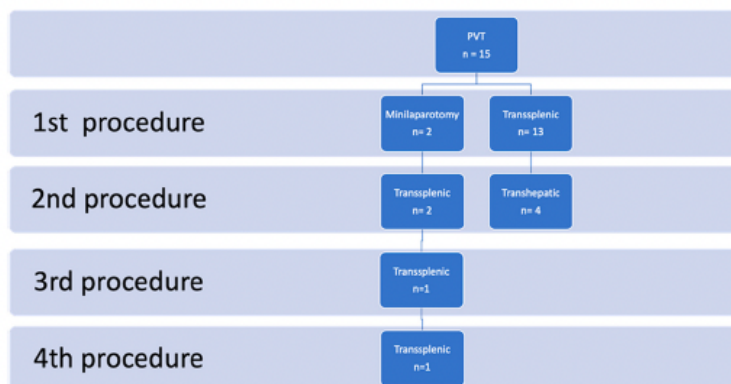 PVT
n = 15
1st procedure
Minilaparotomy
n= 2
Transsplenic
n= 13
2nd procedure
Transsplenic
n= 2
Transhepatic
n= 4
3rd procedure
Transsplenic
n=1
4th procedure
Transsplenic
n=1